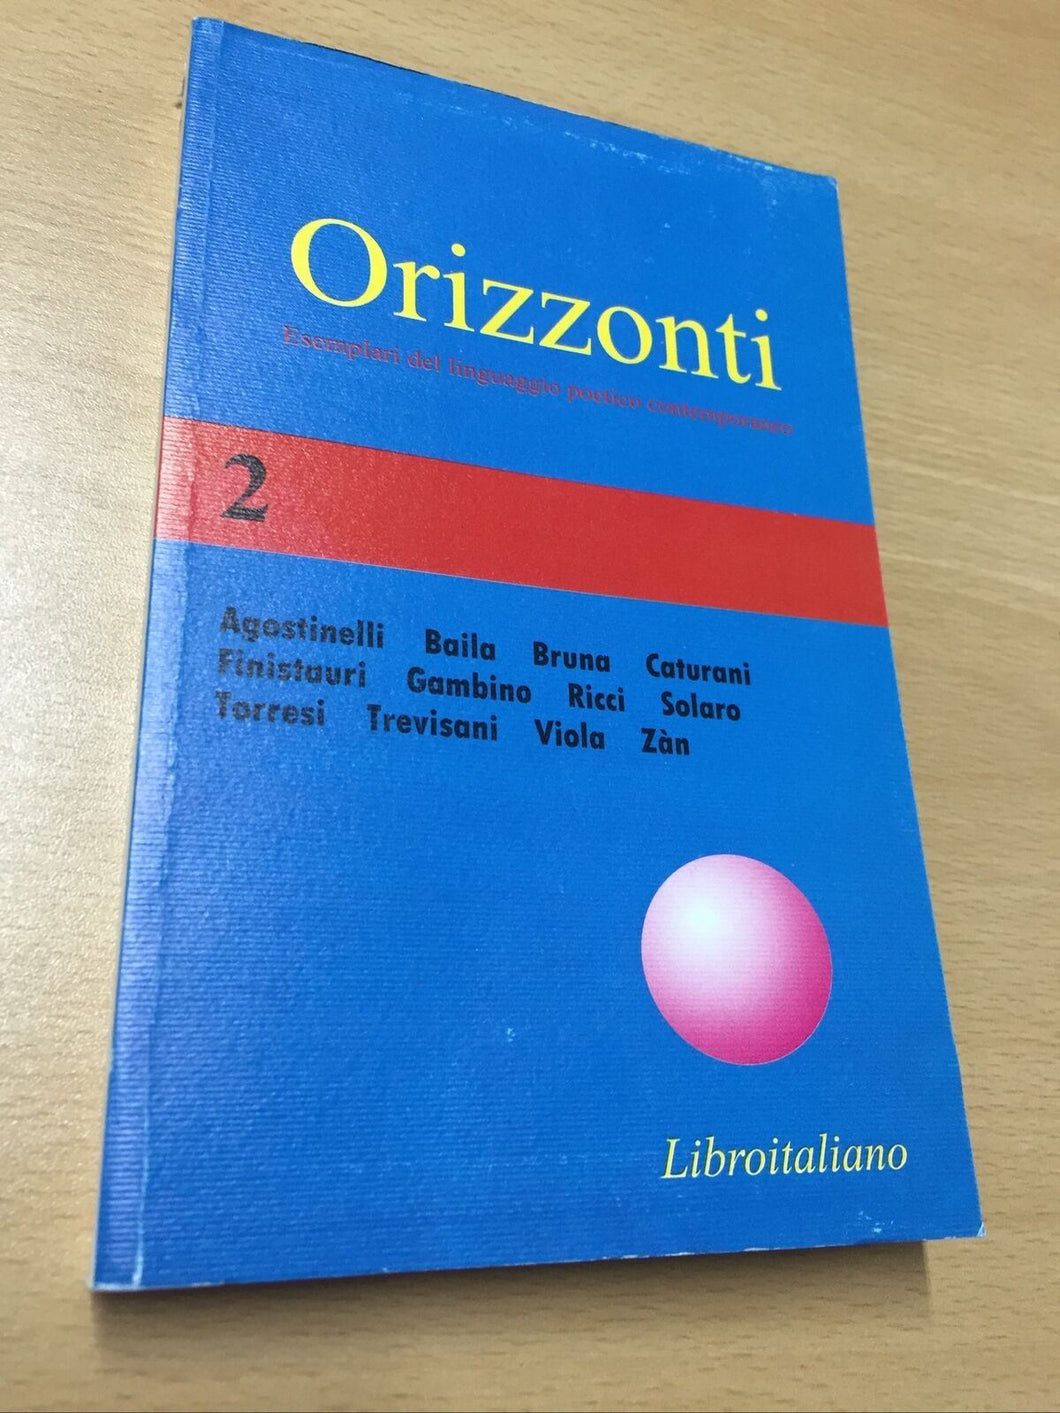 Orizzonti
Esemplari del linguaggio poetico contemporaneo
2
Agostinelli Baila Bruna Caturani
Finistauri Gambino Ricci Solaro
Torresi Trevisani Viola Zàn
Libroitaliano